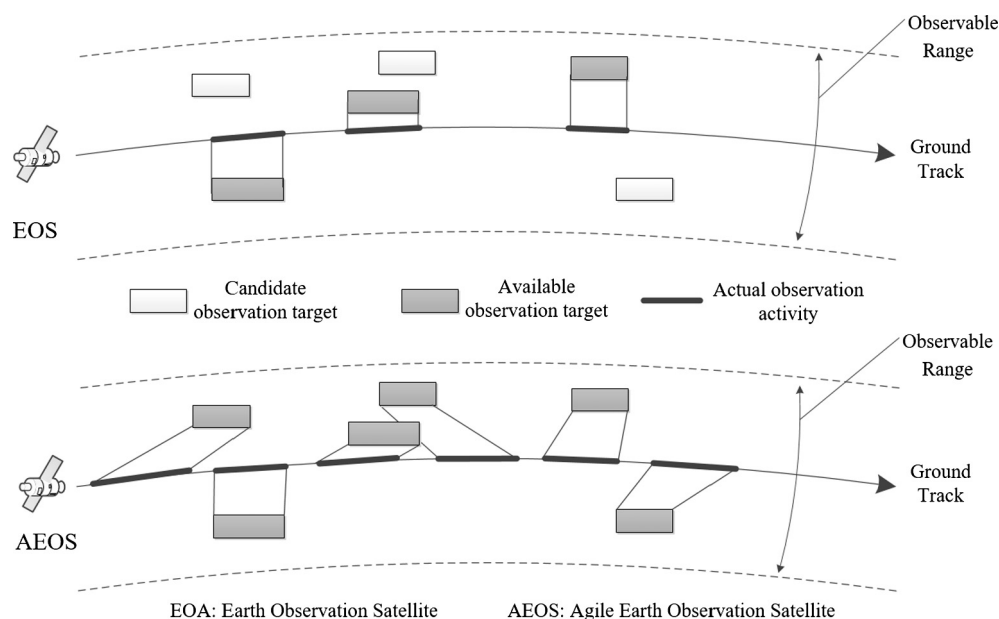 Observable
Range
Ground
Track
EOS
Candidate
observation target
Available
observation target
Actual observation
activity
Observable
Range
Ground
Track
AEOS
EOA: Earth Observation Satellite
AEOS: Agile Earth Observation Satellite